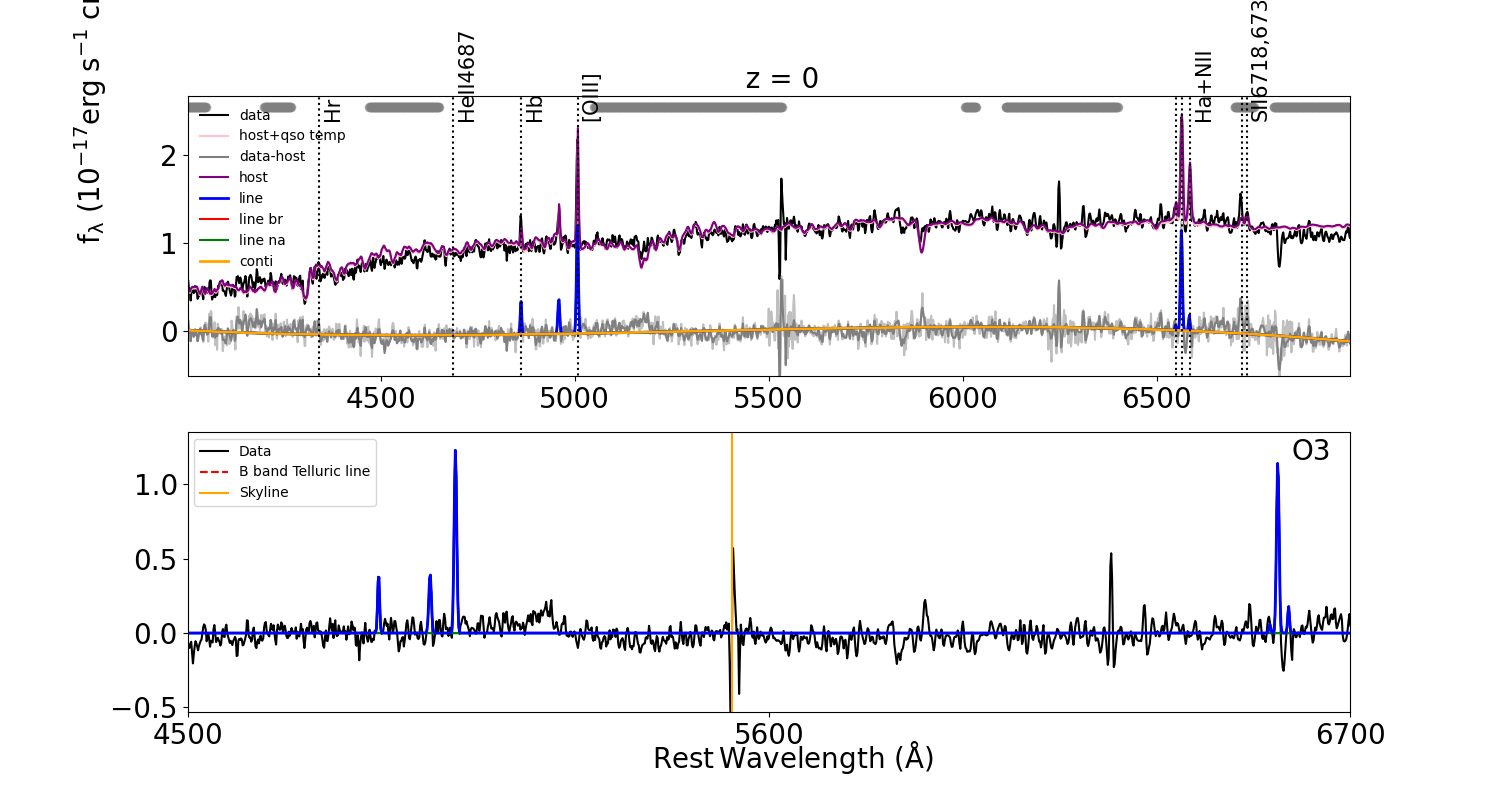 z = 0
f_λ (10^−17 erg s^−1
Hr
HeII4687
Hb
[OIII]
Ha+NII
SII6718,673
data
host+qso temp
data-host
host
line
line br
line na
conti
2
1
0
4500 5000 5500 6000 6500
O3
Data
B band Telluric line
Skyline
1.0
0.5
0.0
−0.5
4500 5600 6700
Rest Wavelength (Å)